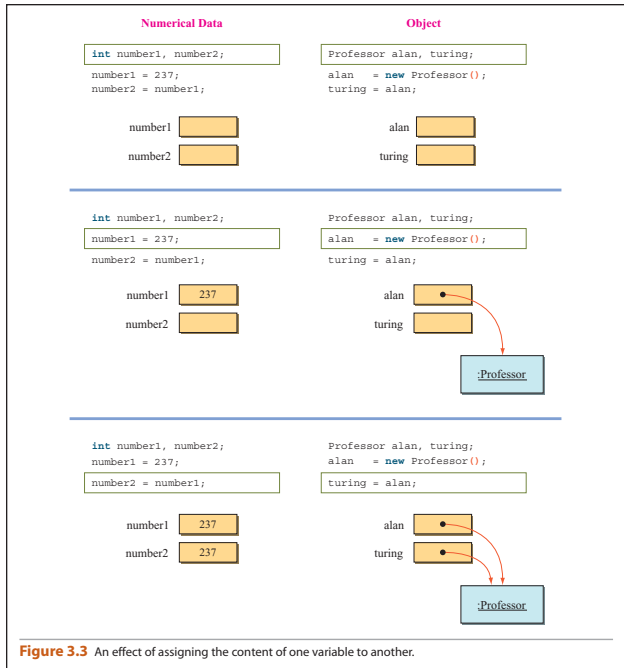 Numerical Data
Object
int number1, number2;
number1 = 237;
number2 = number1;
Professor alan, turing;
alan = new Professor();
turing = alan;
number1
number2
alan
turing
int number1, number2;
number1 = 237;
number2 = number1;
Professor alan, turing;
alan = new Professor();
turing = alan;
number1 237
number2
alan
turing
:Professor
int number1, number2;
number1 = 237;
number2 = number1;
Professor alan, turing;
alan = new Professor();
turing = alan;
number1 237
number2 237
alan
turing
:Professor
Figure 3.3 An effect of assigning the content of one variable to another.